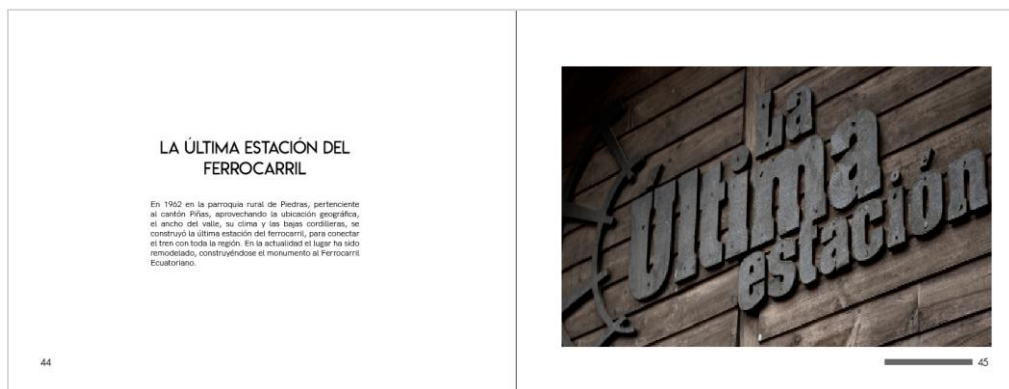 LA ÚLTIMA ESTACIÓN DEL
FERROCARRIL
En 1962 en la parroquia rural de Piedras, perteneciente
al cantón Piñas, aprovechando la ubicación geográfica,
el ancho del valle, su clima y las bajas cordilleras, se
construyó la última estación del ferrocarril, para conectar
el tren con toda la región. En la actualidad el lugar ha sido
remodelado, construyéndose el monumento al Ferrocarril
Ecuatoriano.
44
La
Ultima
estación
45